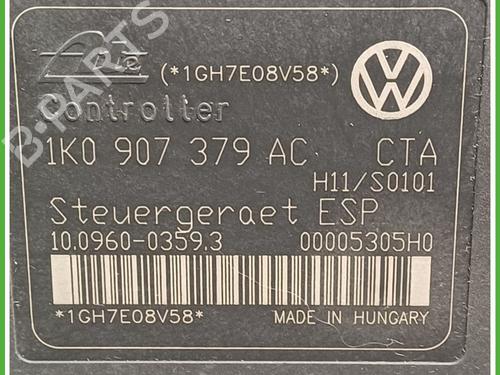 Ate (*1GH7E08V58*)
Controller
1K0 907 379 AC CTA
H11/S0101
Steuergeraet ESP
10.0960-0359.3 00005305H0
*1GH7E08V58* MADE IN HUNGARY
B-PARTS